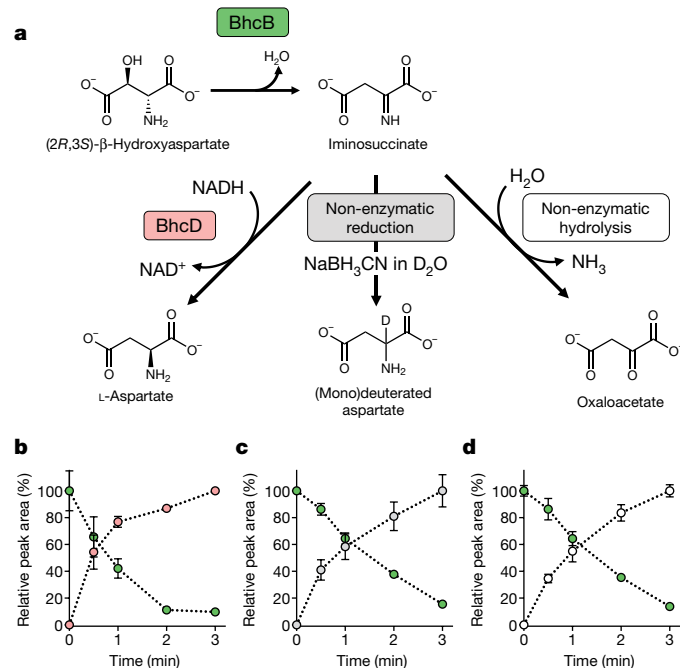 a
BhcB
H₂O
OH
O⁻
O
O
O⁻
NH₂
(2R,3S)-β-Hydroxyaspartate
O⁻
O
O
O⁻
NH
Iminosuccinate
NADH
BhcD
NAD⁺
Non-enzymatic
reduction
NaBH₃CN in D₂O
H₂O
Non-enzymatic
hydrolysis
NH₃
O⁻
O
O
O⁻
NH₂
L-Aspartate
D
O⁻
O
O
O⁻
NH₂
(Mono)deuterated
aspartate
O⁻
O
O
O⁻
O
Oxaloacetate
b
Relative peak area (%)
100
80
60
40
20
0
0 1 2 3
Time (min)
c
Relative peak area (%)
100
80
60
40
20
0
0 1 2 3
Time (min)
d
Relative peak area (%)
100
80
60
40
20
0
0 1 2 3
Time (min)